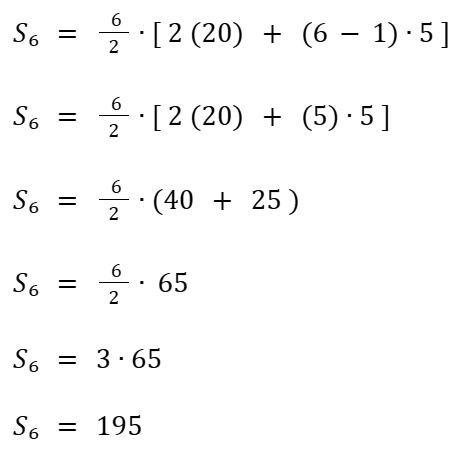 S₆ = 6/2 · [ 2 (20) + (6 − 1) · 5 ]
S₆ = 6/2 · [ 2 (20) + (5) · 5 ]
S₆ = 6/2 · (40 + 25 )
S₆ = 6/2 · 65
S₆ = 3 · 65
S₆ = 195